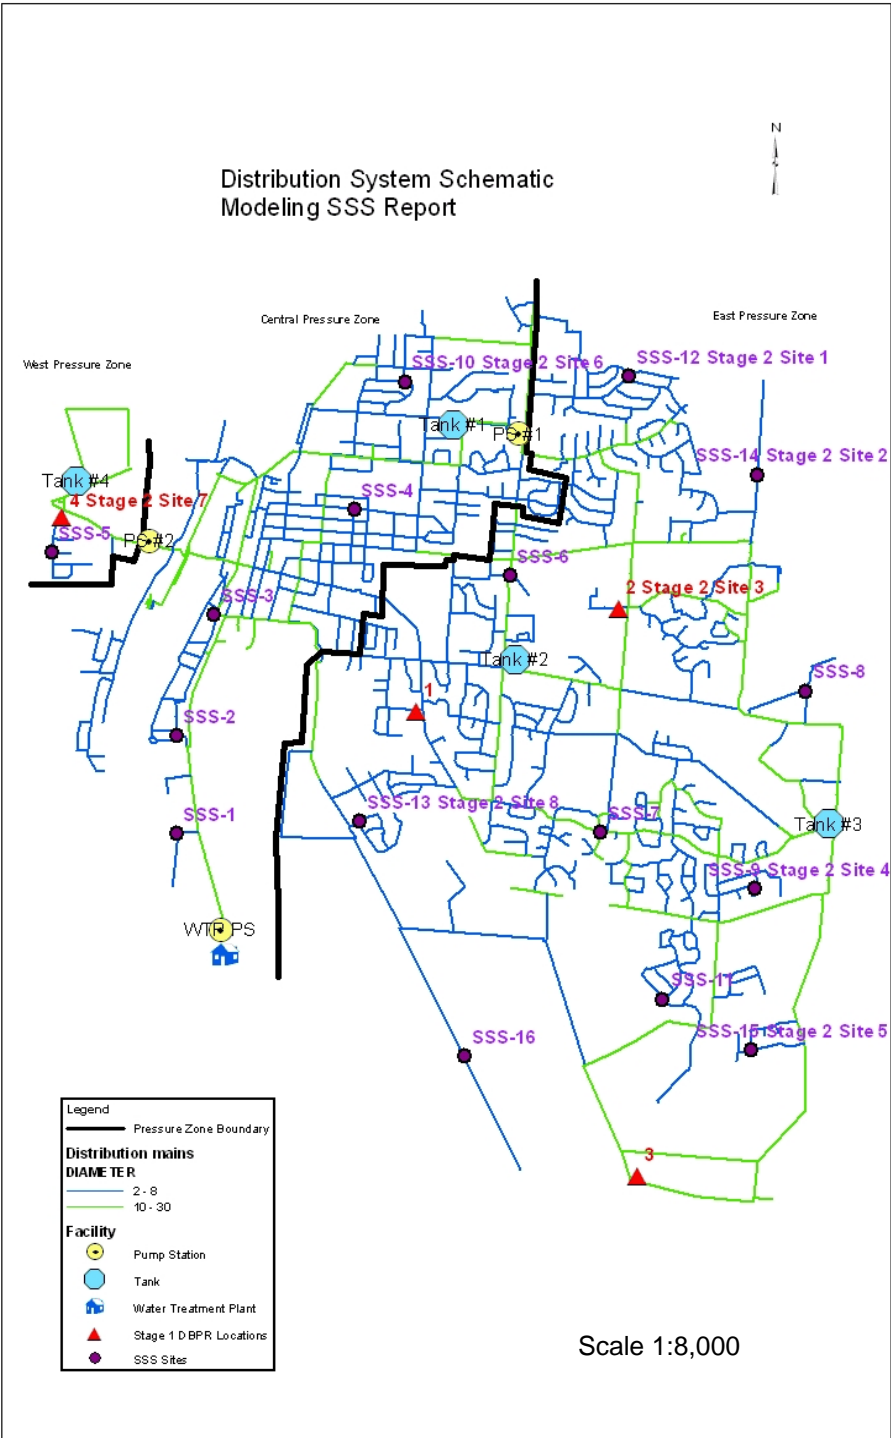 N
Distribution System Schematic
Modeling SSS Report
Central Pressure Zone
East Pressure Zone
West Pressure Zone
SSS-10 Stage 2 Site 6
SSS-12 Stage 2 Site 1
Tank #1
PS #1
SSS-14 Stage 2 Site 2
Tank #4
4 Stage 2 Site 7
SSS-4
SSS-5
PS #2
SSS-6
2 Stage 2 Site 3
SSS-3
Tank #2
SSS-8
1
SSS-2
SSS-13 Stage 2 Site 8
SSS-7
SSS-1
Tank #3
SSS-9 Stage 2 Site 4
WTP PS
SSS-11
SSS-15 Stage 2 Site 5
SSS-16
3
Legend
Pressure Zone Boundary
Distribution mains
DIAMETER
2 - 8
10 - 30
Facility
Pump Station
Tank
Water Treatment Plant
Stage 1 DBPR Locations
SSS Sites
Scale 1:8,000